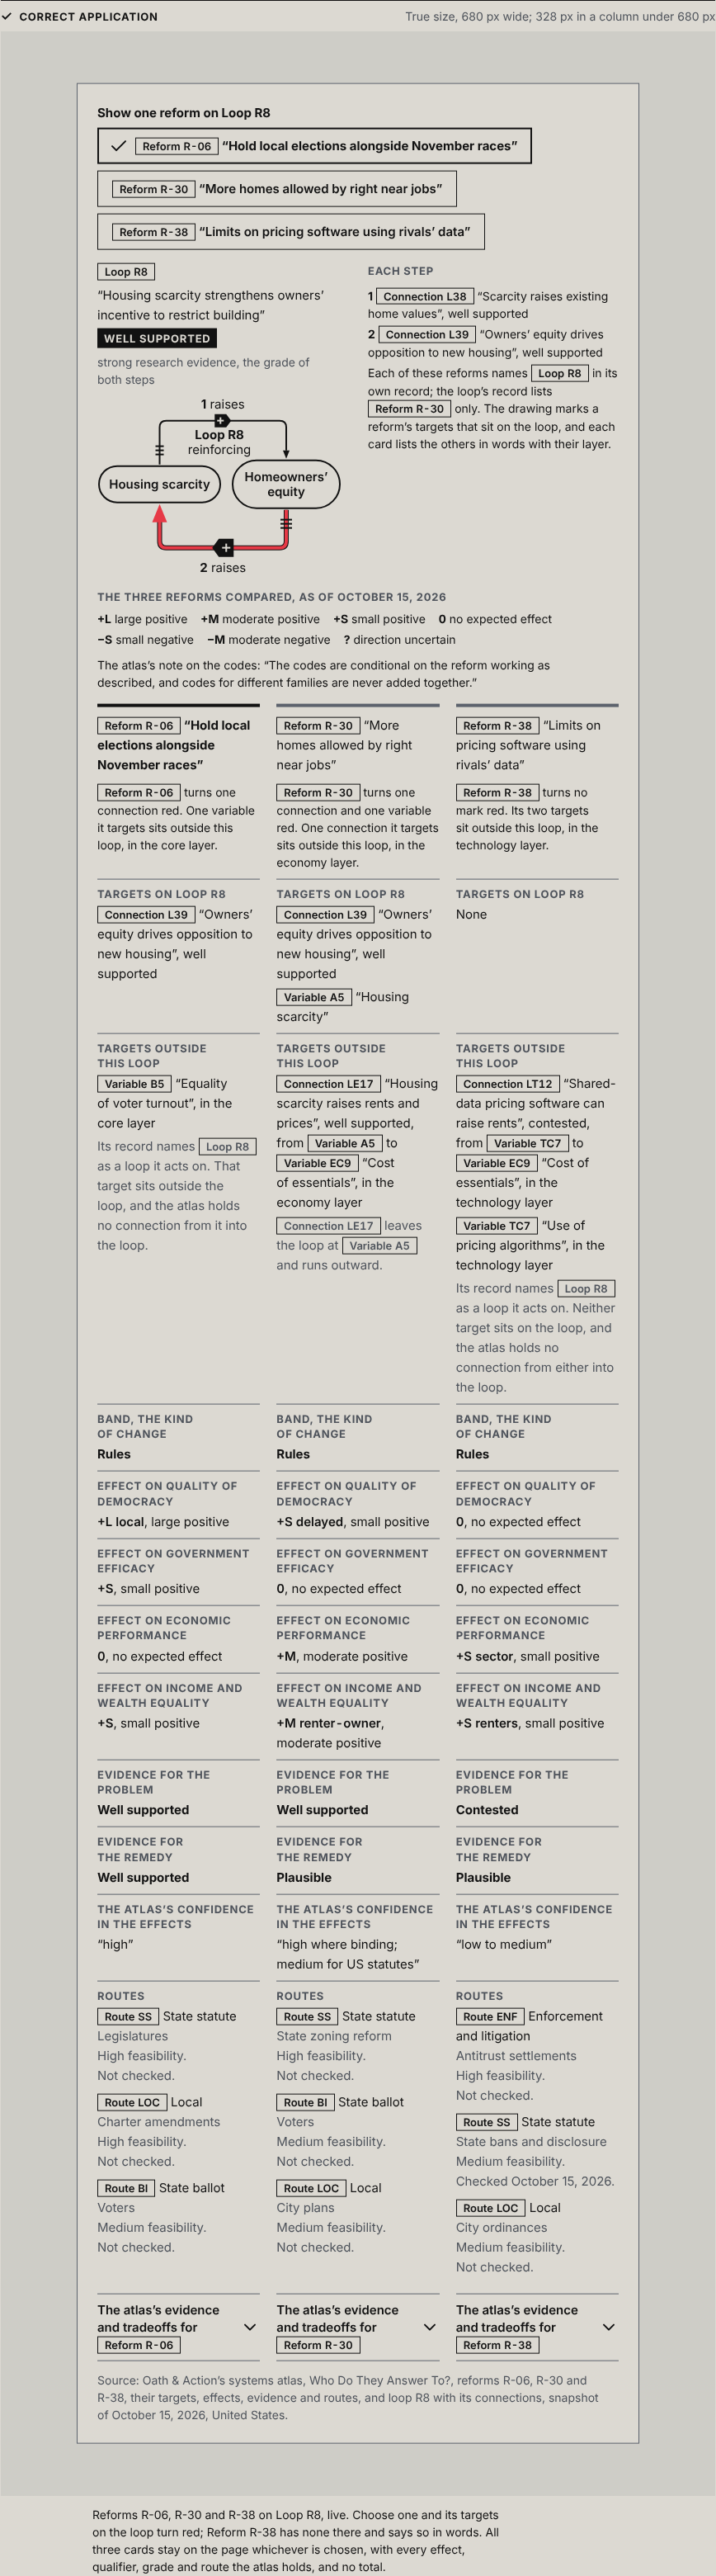 ✓ CORRECT APPLICATION
True size, 680 px wide; 328 px in a column under 680 px
Show one reform on Loop R8
Reform R-06 “Hold local elections alongside November races”
Reform R-30 “More homes allowed by right near jobs”
Reform R-38 “Limits on pricing software using rivals’ data”
Loop R8
“Housing scarcity strengthens owners’
incentive to restrict building”
WELL SUPPORTED
strong research evidence, the grade of
both steps
1 raises
Loop R8
reinforcing
Housing scarcity
Homeowners’
equity
2 raises
EACH STEP
1 Connection L38 “Scarcity raises existing
home values”, well supported
2 Connection L39 “Owners’ equity drives
opposition to new housing”, well supported
Each of these reforms names Loop R8 in its
own record; the loop’s record lists
Reform R-30 only. The drawing marks a
reform’s targets that sit on the loop, and each
card lists the others in words with their layer.
THE THREE REFORMS COMPARED, AS OF OCTOBER 15, 2026
+L large positive +M moderate positive +S small positive 0 no expected effect
−S small negative −M moderate negative ? direction uncertain
The atlas’s note on the codes: “The codes are conditional on the reform working as
described, and codes for different families are never added together.”
Reform R-06 “Hold local
elections alongside
November races”
Reform R-06 turns one
connection red. One variable
it targets sits outside this
loop, in the core layer.
TARGETS ON LOOP R8
Connection L39 “Owners’
equity drives opposition to
new housing”, well
supported
TARGETS OUTSIDE
THIS LOOP
Variable B5 “Equality
of voter turnout”, in the
core layer
Its record names Loop R8
as a loop it acts on. That
target sits outside the
loop, and the atlas holds
no connection from it into
the loop.
BAND, THE KIND
OF CHANGE
Rules
EFFECT ON QUALITY OF
DEMOCRACY
+L local, large positive
EFFECT ON GOVERNMENT
EFFICACY
+S, small positive
EFFECT ON ECONOMIC
PERFORMANCE
0, no expected effect
EFFECT ON INCOME AND
WEALTH EQUALITY
+S, small positive
EVIDENCE FOR THE
PROBLEM
Well supported
EVIDENCE FOR
THE REMEDY
Well supported
THE ATLAS’S CONFIDENCE
IN THE EFFECTS
“high”
ROUTES
Route SS State statute
Legislatures
High feasibility.
Not checked.
Route LOC Local
Charter amendments
High feasibility.
Not checked.
Route BI State ballot
Voters
Medium feasibility.
Not checked.
The atlas’s evidence
and tradeoffs for
Reform R-06
Reform R-30 “More
homes allowed by right
near jobs”
Reform R-30 turns one
connection and one variable
red. One connection it targets
sits outside this loop, in the
economy layer.
TARGETS ON LOOP R8
Connection L39 “Owners’
equity drives opposition to
new housing”, well
supported
Variable A5 “Housing
scarcity”
TARGETS OUTSIDE
THIS LOOP
Connection LE17 “Housing
scarcity raises rents and
prices”, well supported,
from Variable A5 to
Variable EC9 “Cost
of essentials”, in the
economy layer
Connection LE17 leaves
the loop at Variable A5
and runs outward.
BAND, THE KIND
OF CHANGE
Rules
EFFECT ON QUALITY OF
DEMOCRACY
+S delayed, small positive
EFFECT ON GOVERNMENT
EFFICACY
0, no expected effect
EFFECT ON ECONOMIC
PERFORMANCE
+M, moderate positive
EFFECT ON INCOME AND
WEALTH EQUALITY
+M renter-owner,
moderate positive
EVIDENCE FOR THE
PROBLEM
Well supported
EVIDENCE FOR
THE REMEDY
Plausible
THE ATLAS’S CONFIDENCE
IN THE EFFECTS
“high where binding;
medium for US statutes”
ROUTES
Route SS State statute
State zoning reform
High feasibility.
Not checked.
Route BI State ballot
Voters
Medium feasibility.
Not checked.
Route LOC Local
City plans
Medium feasibility.
Not checked.
The atlas’s evidence
and tradeoffs for
Reform R-30
Reform R-38 “Limits on
pricing software using
rivals’ data”
Reform R-38 turns no
mark red. Its two targets
sit outside this loop, in the
technology layer.
TARGETS ON LOOP R8
None
TARGETS OUTSIDE
THIS LOOP
Connection LT12 “Shared-
data pricing software can
raise rents”, contested,
from Variable TC7 to
Variable EC9 “Cost of
essentials”, in the
technology layer
Variable TC7 “Use of
pricing algorithms”, in the
technology layer
Its record names Loop R8
as a loop it acts on. Neither
target sits on the loop, and
the atlas holds no
connection from either into
the loop.
BAND, THE KIND
OF CHANGE
Rules
EFFECT ON QUALITY OF
DEMOCRACY
0, no expected effect
EFFECT ON GOVERNMENT
EFFICACY
0, no expected effect
EFFECT ON ECONOMIC
PERFORMANCE
+S sector, small positive
EFFECT ON INCOME AND
WEALTH EQUALITY
+S renters, small positive
EVIDENCE FOR THE
PROBLEM
Contested
EVIDENCE FOR
THE REMEDY
Plausible
THE ATLAS’S CONFIDENCE
IN THE EFFECTS
“low to medium”
ROUTES
Route ENF Enforcement
and litigation
Antitrust settlements
High feasibility.
Not checked.
Route SS State statute
State bans and disclosure
Medium feasibility.
Checked October 15, 2026.
Route LOC Local
City ordinances
Medium feasibility.
Not checked.
The atlas’s evidence
and tradeoffs for
Reform R-38
Source: Oath & Action’s systems atlas, Who Do They Answer To?, reforms R-06, R-30 and
R-38, their targets, effects, evidence and routes, and loop R8 with its connections, snapshot
of October 15, 2026, United States.
Reforms R-06, R-30 and R-38 on Loop R8, live. Choose one and its targets
on the loop turn red; Reform R-38 has none there and says so in words. All
three cards stay on the page whichever is chosen, with every effect,
qualifier, grade and route the atlas holds, and no total.